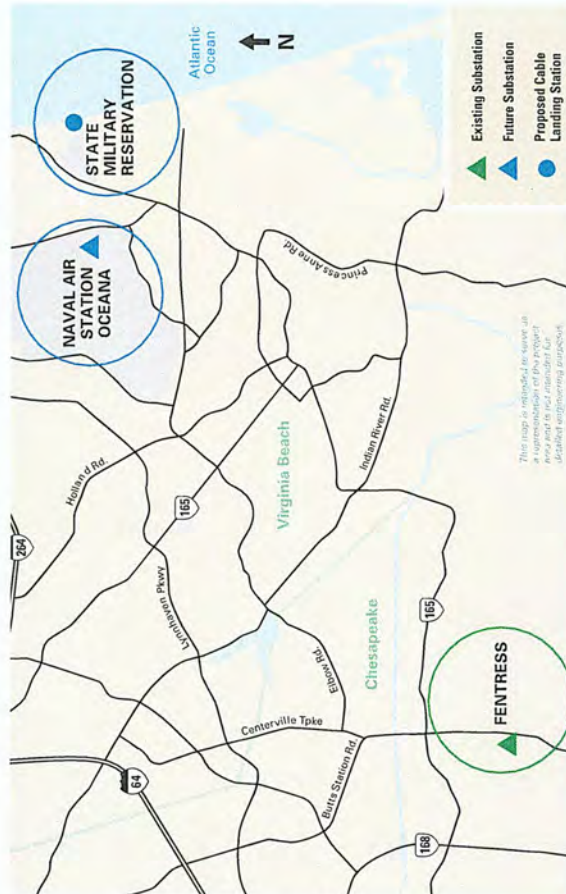 264
Holland Rd.
NAVAL AIR
STATION
OCEANA
STATE
MILITARY
RESERVATION
Atlantic
Ocean
N
165
Lynnhaven Pkwy
64
Virginia Beach
Princess Anne Rd.
Indian River Rd.
Centerville Tpke
Elbow Rd.
Chesapeake
Butts Station Rd.
165
168
FENTRESS
This map is intended to serve as
a representation of the project
area and is not intended for
detailed engineering purposes.
Existing Substation
Future Substation
Proposed Cable
Landing Station